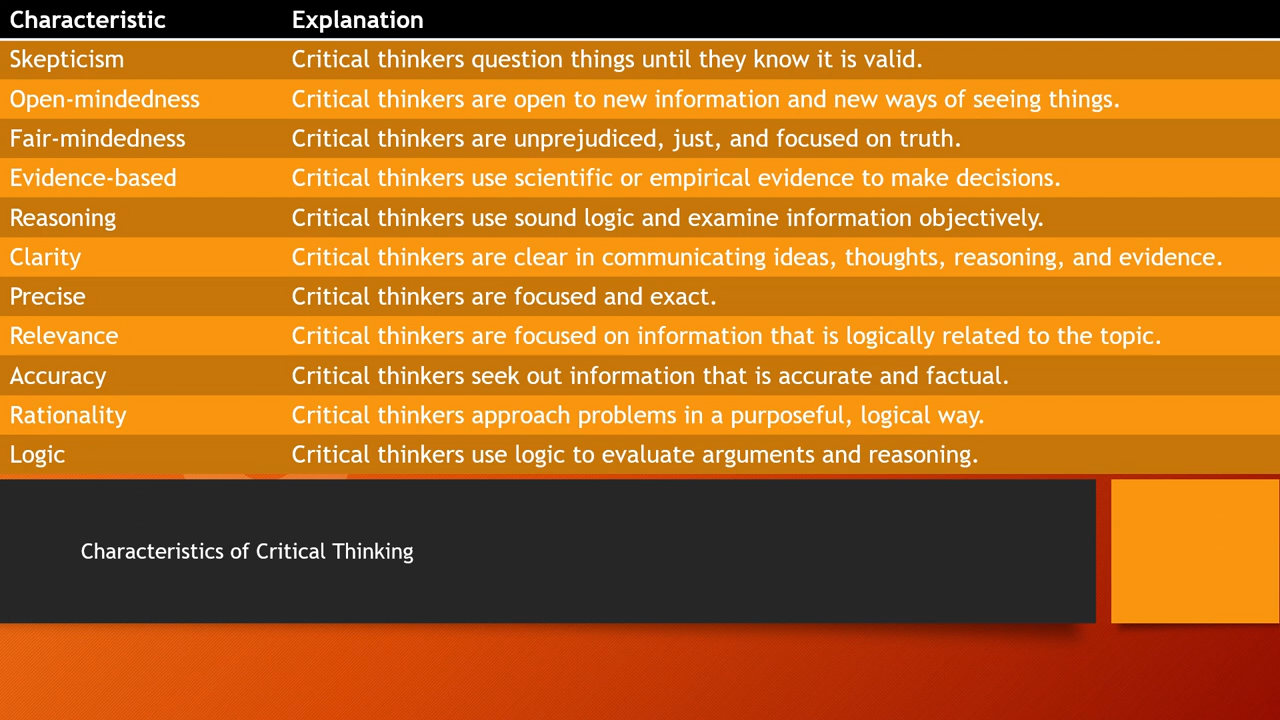 Characteristic Explanation
Skepticism Critical thinkers question things until they know it is valid.
Open-mindedness Critical thinkers are open to new information and new ways of seeing things.
Fair-mindedness Critical thinkers are unprejudiced, just, and focused on truth.
Evidence-based Critical thinkers use scientific or empirical evidence to make decisions.
Reasoning Critical thinkers use sound logic and examine information objectively.
Clarity Critical thinkers are clear in communicating ideas, thoughts, reasoning, and evidence.
Precise Critical thinkers are focused and exact.
Relevance Critical thinkers are focused on information that is logically related to the topic.
Accuracy Critical thinkers seek out information that is accurate and factual.
Rationality Critical thinkers approach problems in a purposeful, logical way.
Logic Critical thinkers use logic to evaluate arguments and reasoning.
Characteristics of Critical Thinking